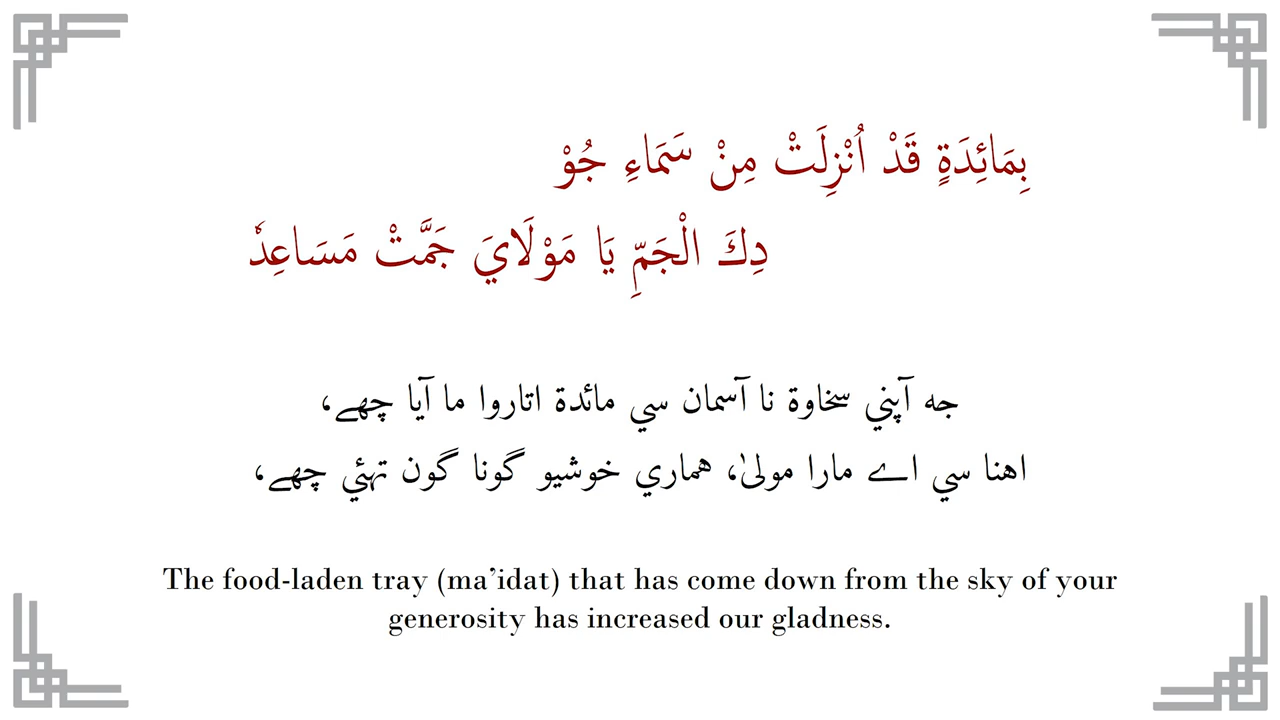 بِمَائِدَةٍ قَدْ اُنْزِلَتْ مِنْ سَمَاءِ جُوْ
دِكَ الْجَمِّ يَا مَوْلَايَ جَمَّتْ مَسَاعِدٗ
جه آپني سخاوة نا آسمان سي مائدة اتاروا ما آيا چھے،
اهنا سي اے مارا مولىٰ، هماري خوشيو گونا گون تهئي چھے،
The food-laden tray (ma’idat) that has come down from the sky of your
generosity has increased our gladness.